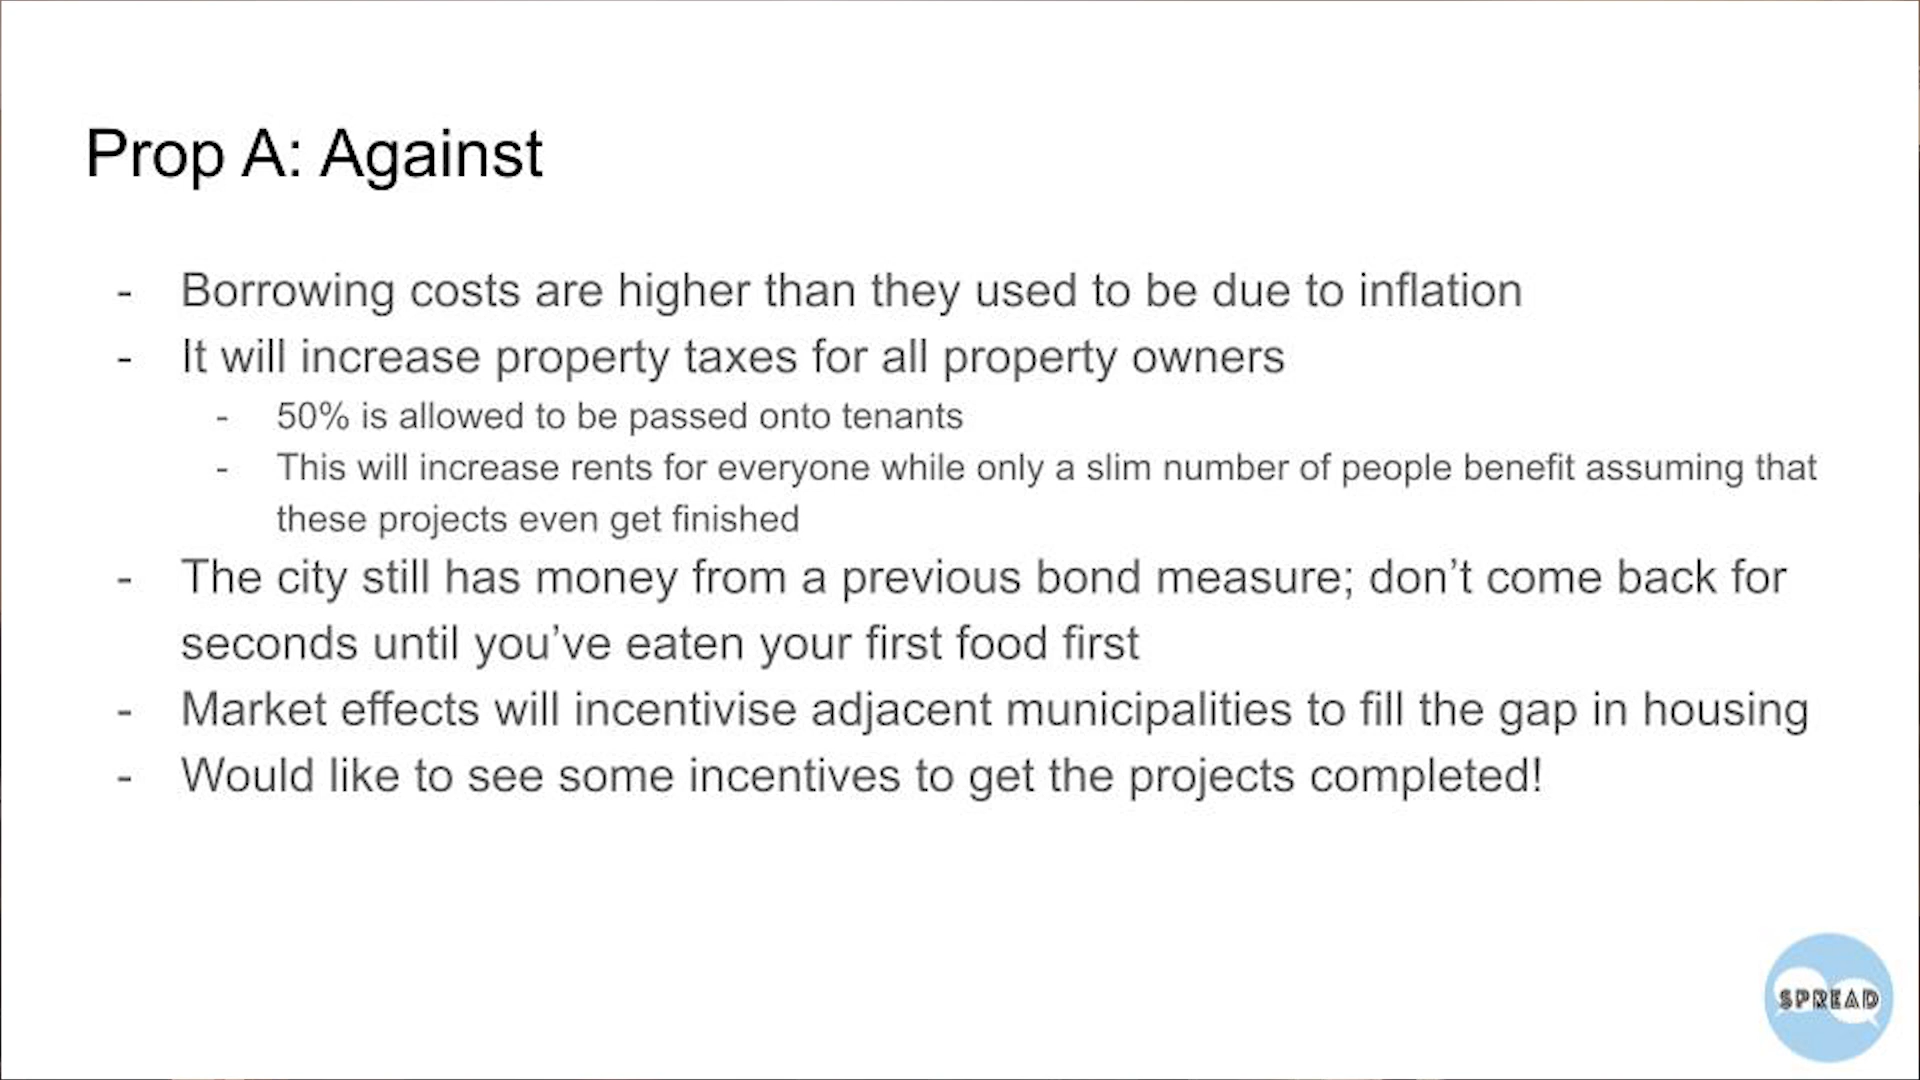 Prop A: Against
- Borrowing costs are higher than they used to be due to inflation
- It will increase property taxes for all property owners
- 50% is allowed to be passed onto tenants
- This will increase rents for everyone while only a slim number of people benefit assuming that
these projects even get finished
- The city still has money from a previous bond measure; don’t come back for
seconds until you’ve eaten your first food first
- Market effects will incentivise adjacent municipalities to fill the gap in housing
- Would like to see some incentives to get the projects completed!
SPREAD